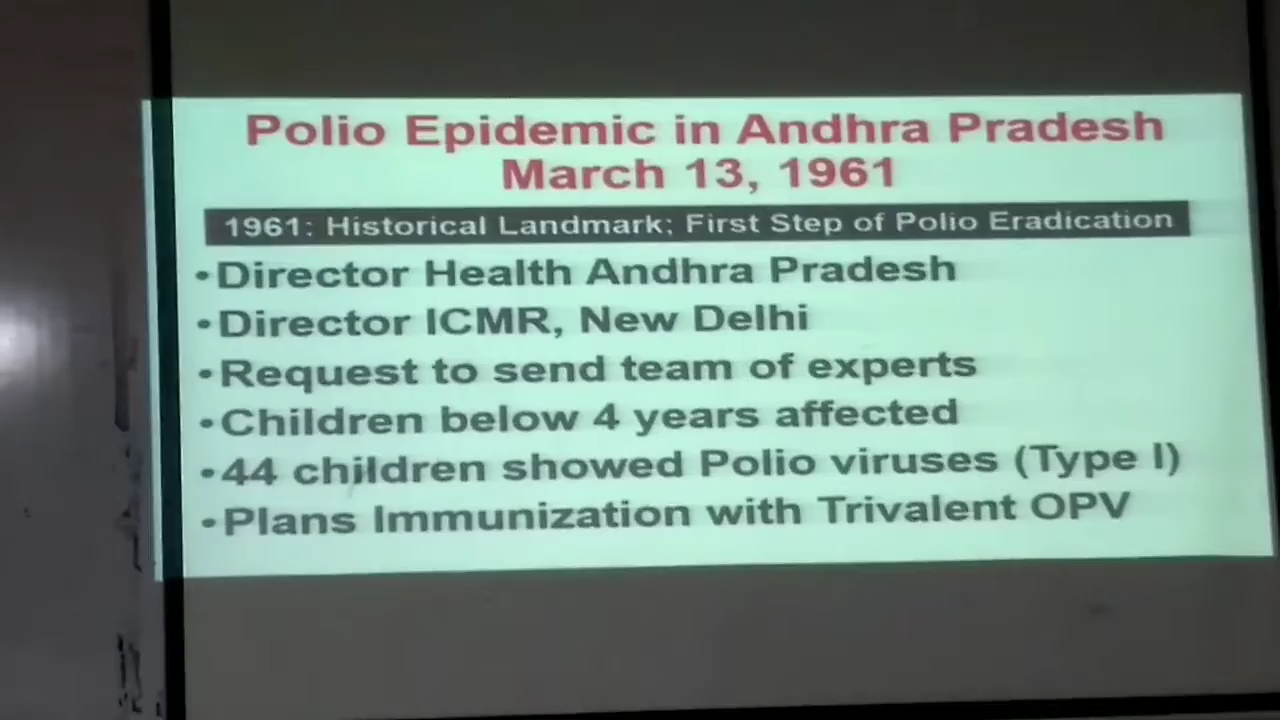 Polio Epidemic in Andhra Pradesh
March 13, 1961
1961: Historical Landmark; First Step of Polio Eradication
•Director Health Andhra Pradesh
•Director ICMR, New Delhi
•Request to send team of experts
•Children below 4 years affected
•44 children showed Polio viruses (Type I)
•Plans Immunization with Trivalent OPV